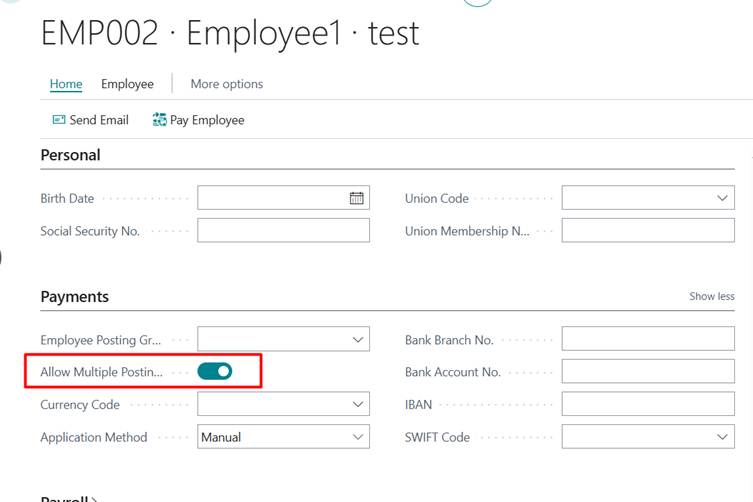 EMP002 · Employee1 · test
Home Employee More options
Send Email Pay Employee
Personal
Birth Date Union Code
Social Security No. Union Membership N...
Payments Show less
Employee Posting Gr... Bank Branch No.
Allow Multiple Postin... Bank Account No.
Currency Code IBAN
Application Method Manual SWIFT Code
Payroll